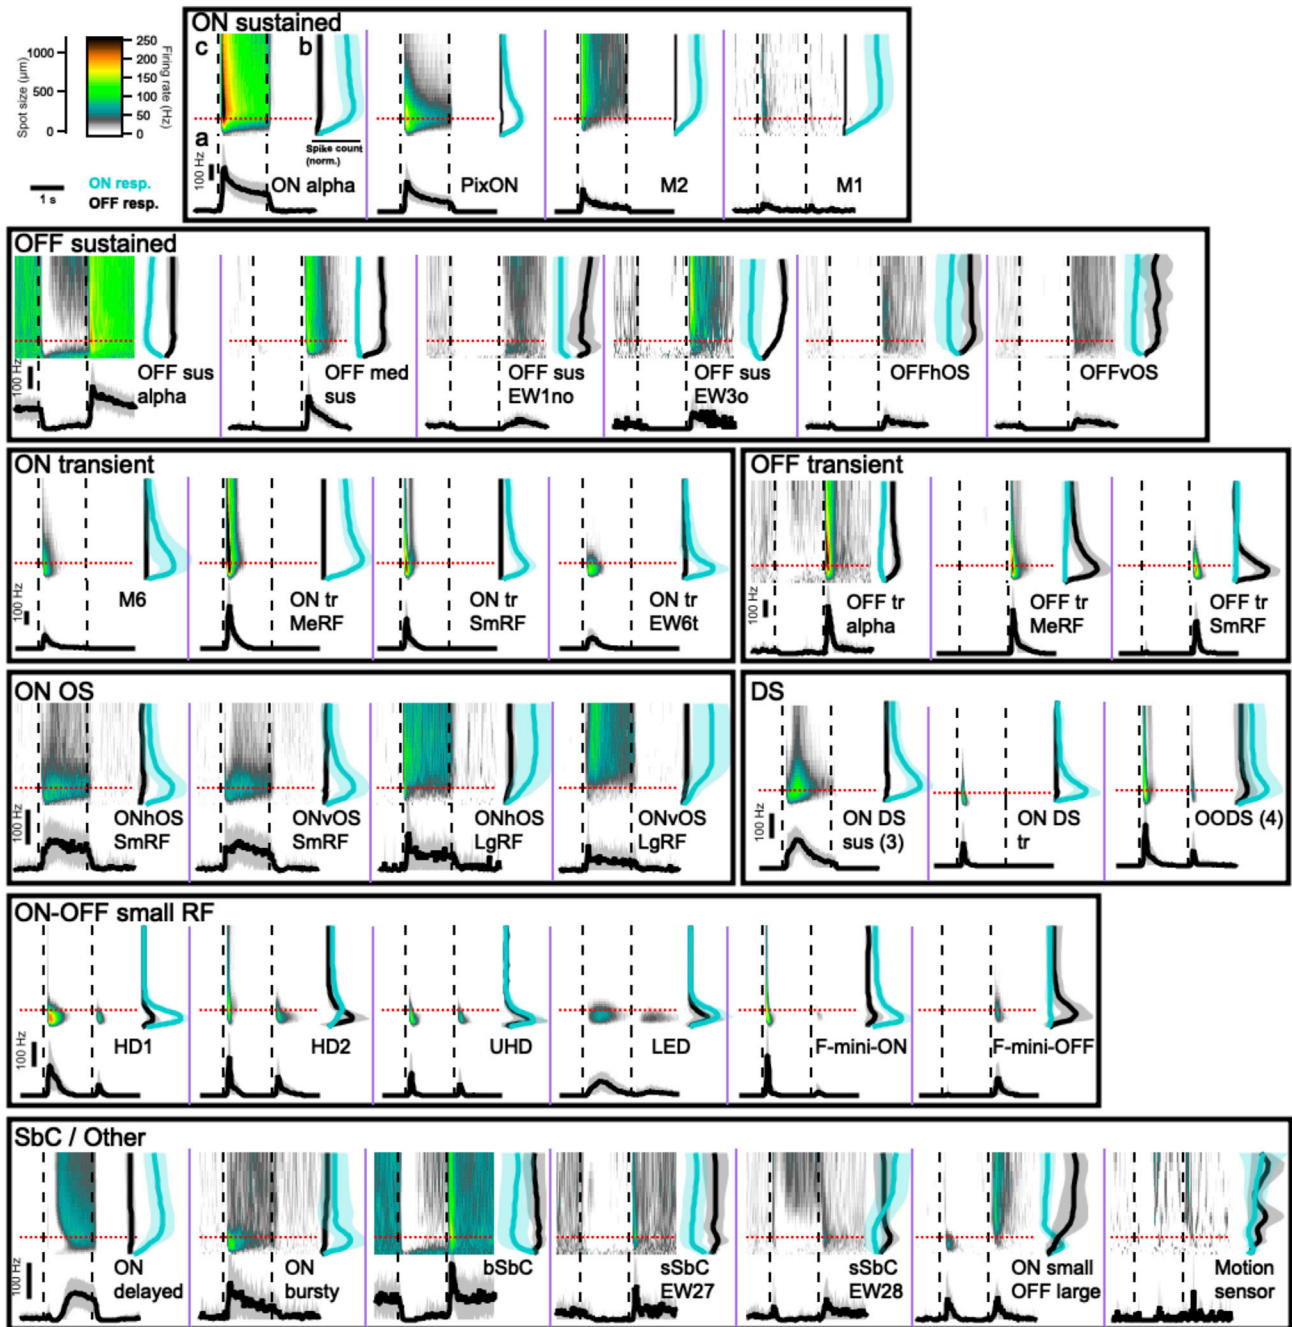 1000
500
0
Spot size (µm)
250
200
150
100
50
0
Firing rate (Hz)
1 s
ON resp.
OFF resp.
ON sustained
c
b
a
Spike count
(norm.)
100 Hz
ON alpha
PixON
M2
M1
OFF sustained
100 Hz
OFF sus
alpha
OFF med
sus
OFF sus
EW1no
OFF sus
EW3o
OFFhOS
OFFvOS
ON transient
100 Hz
M6
ON tr
MeRF
ON tr
SmRF
ON tr
EW6t
OFF transient
100 Hz
OFF tr
alpha
OFF tr
MeRF
OFF tr
SmRF
ON OS
100 Hz
ONhOS
SmRF
ONvOS
SmRF
ONhOS
LgRF
ONvOS
LgRF
DS
100 Hz
ON DS
sus (3)
ON DS
tr
OODS (4)
ON-OFF small RF
100 Hz
HD1
HD2
UHD
LED
F-mini-ON
F-mini-OFF
SbC / Other
100 Hz
ON
delayed
ON
bursty
bSbC
sSbC
EW27
sSbC
EW28
ON small
OFF large
Motion
sensor